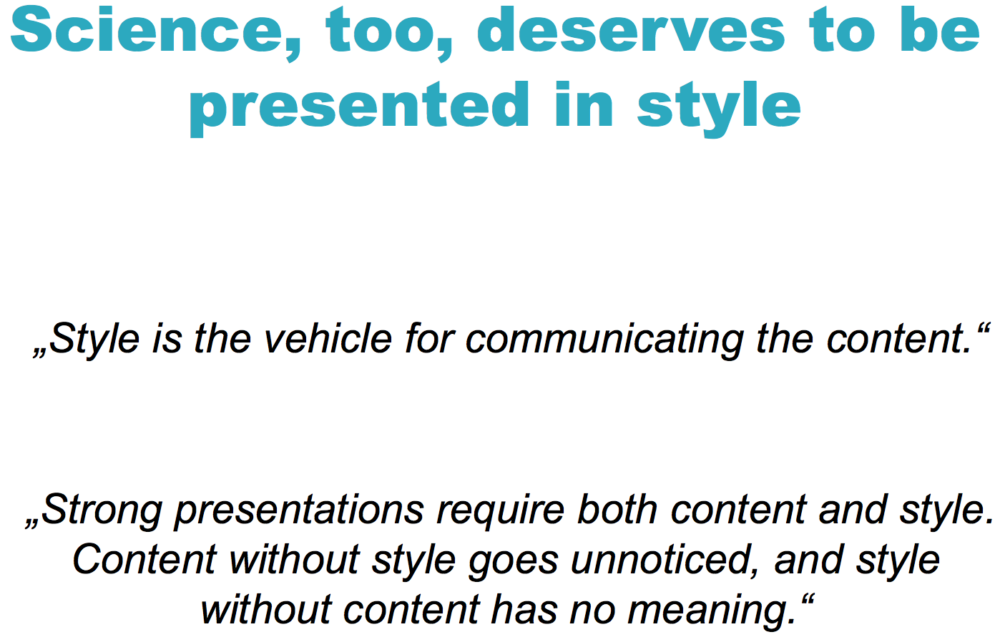 Science, too, deserves to be
presented in style
„Style is the vehicle for communicating the content.“
„Strong presentations require both content and style.
Content without style goes unnoticed, and style
without content has no meaning.“